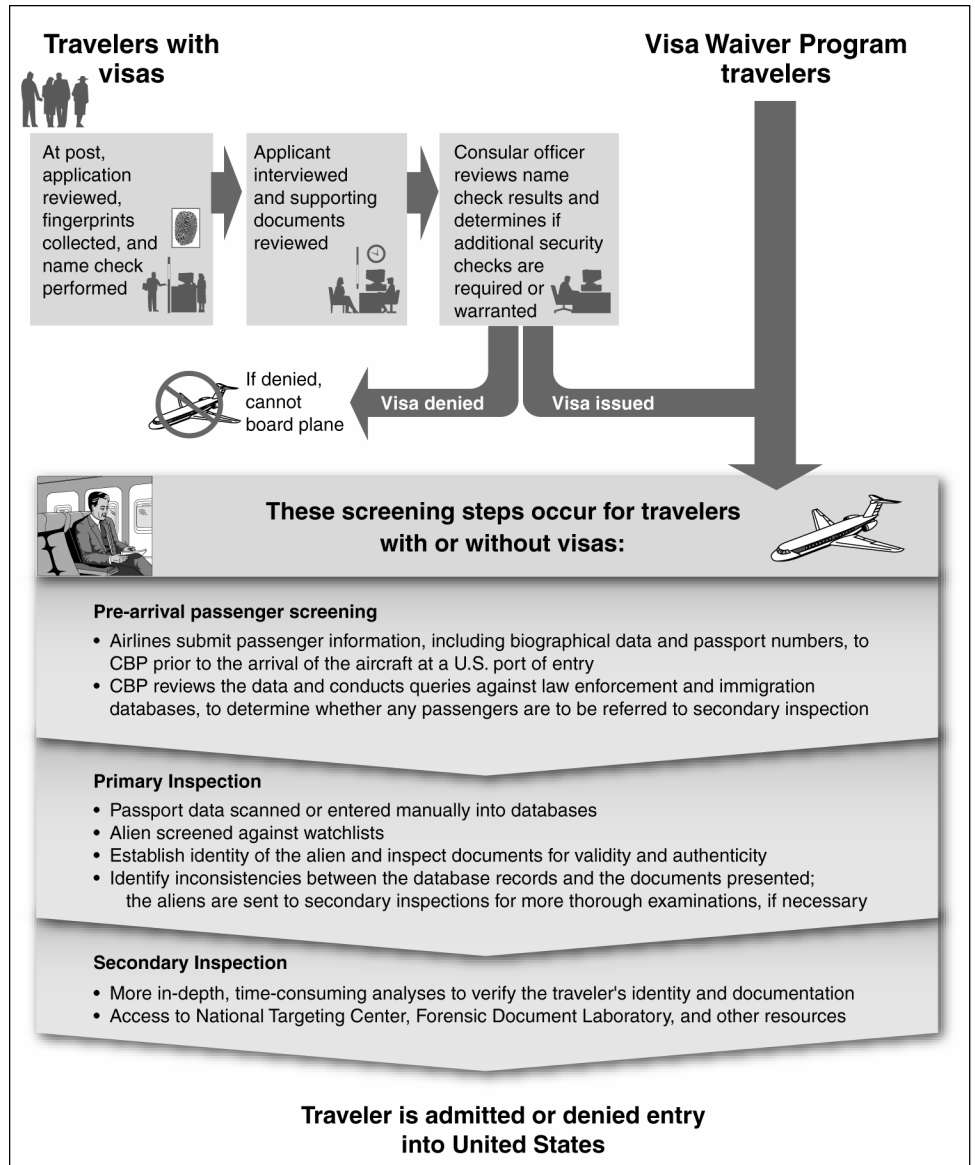 Travelers with
visas
Visa Waiver Program
travelers
At post,
application
reviewed,
fingerprints
collected, and
name check
performed
Applicant
interviewed
and supporting
documents
reviewed
Consular officer
reviews name
check results and
determines if
additional security
checks are
required or
warranted
If denied,
cannot
board plane
Visa denied
Visa issued
These screening steps occur for travelers
with or without visas:
Pre-arrival passenger screening
• Airlines submit passenger information, including biographical data and passport numbers, to
CBP prior to the arrival of the aircraft at a U.S. port of entry
• CBP reviews the data and conducts queries against law enforcement and immigration
databases, to determine whether any passengers are to be referred to secondary inspection
Primary Inspection
• Passport data scanned or entered manually into databases
• Alien screened against watchlists
• Establish identity of the alien and inspect documents for validity and authenticity
• Identify inconsistencies between the database records and the documents presented;
the aliens are sent to secondary inspections for more thorough examinations, if necessary
Secondary Inspection
• More in-depth, time-consuming analyses to verify the traveler's identity and documentation
• Access to National Targeting Center, Forensic Document Laboratory, and other resources
Traveler is admitted or denied entry
into United States